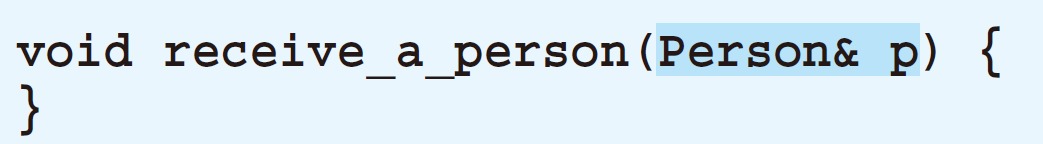 void receive_a_person(Person& p) {
}